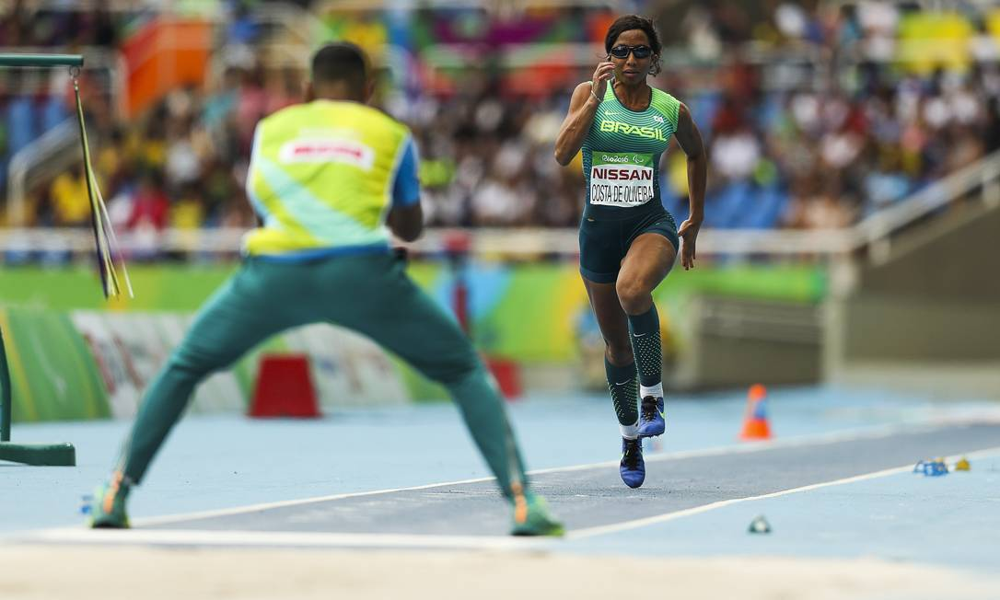 BRASIL
Rio2016
NISSAN
COSTA DE OLIVEIRA